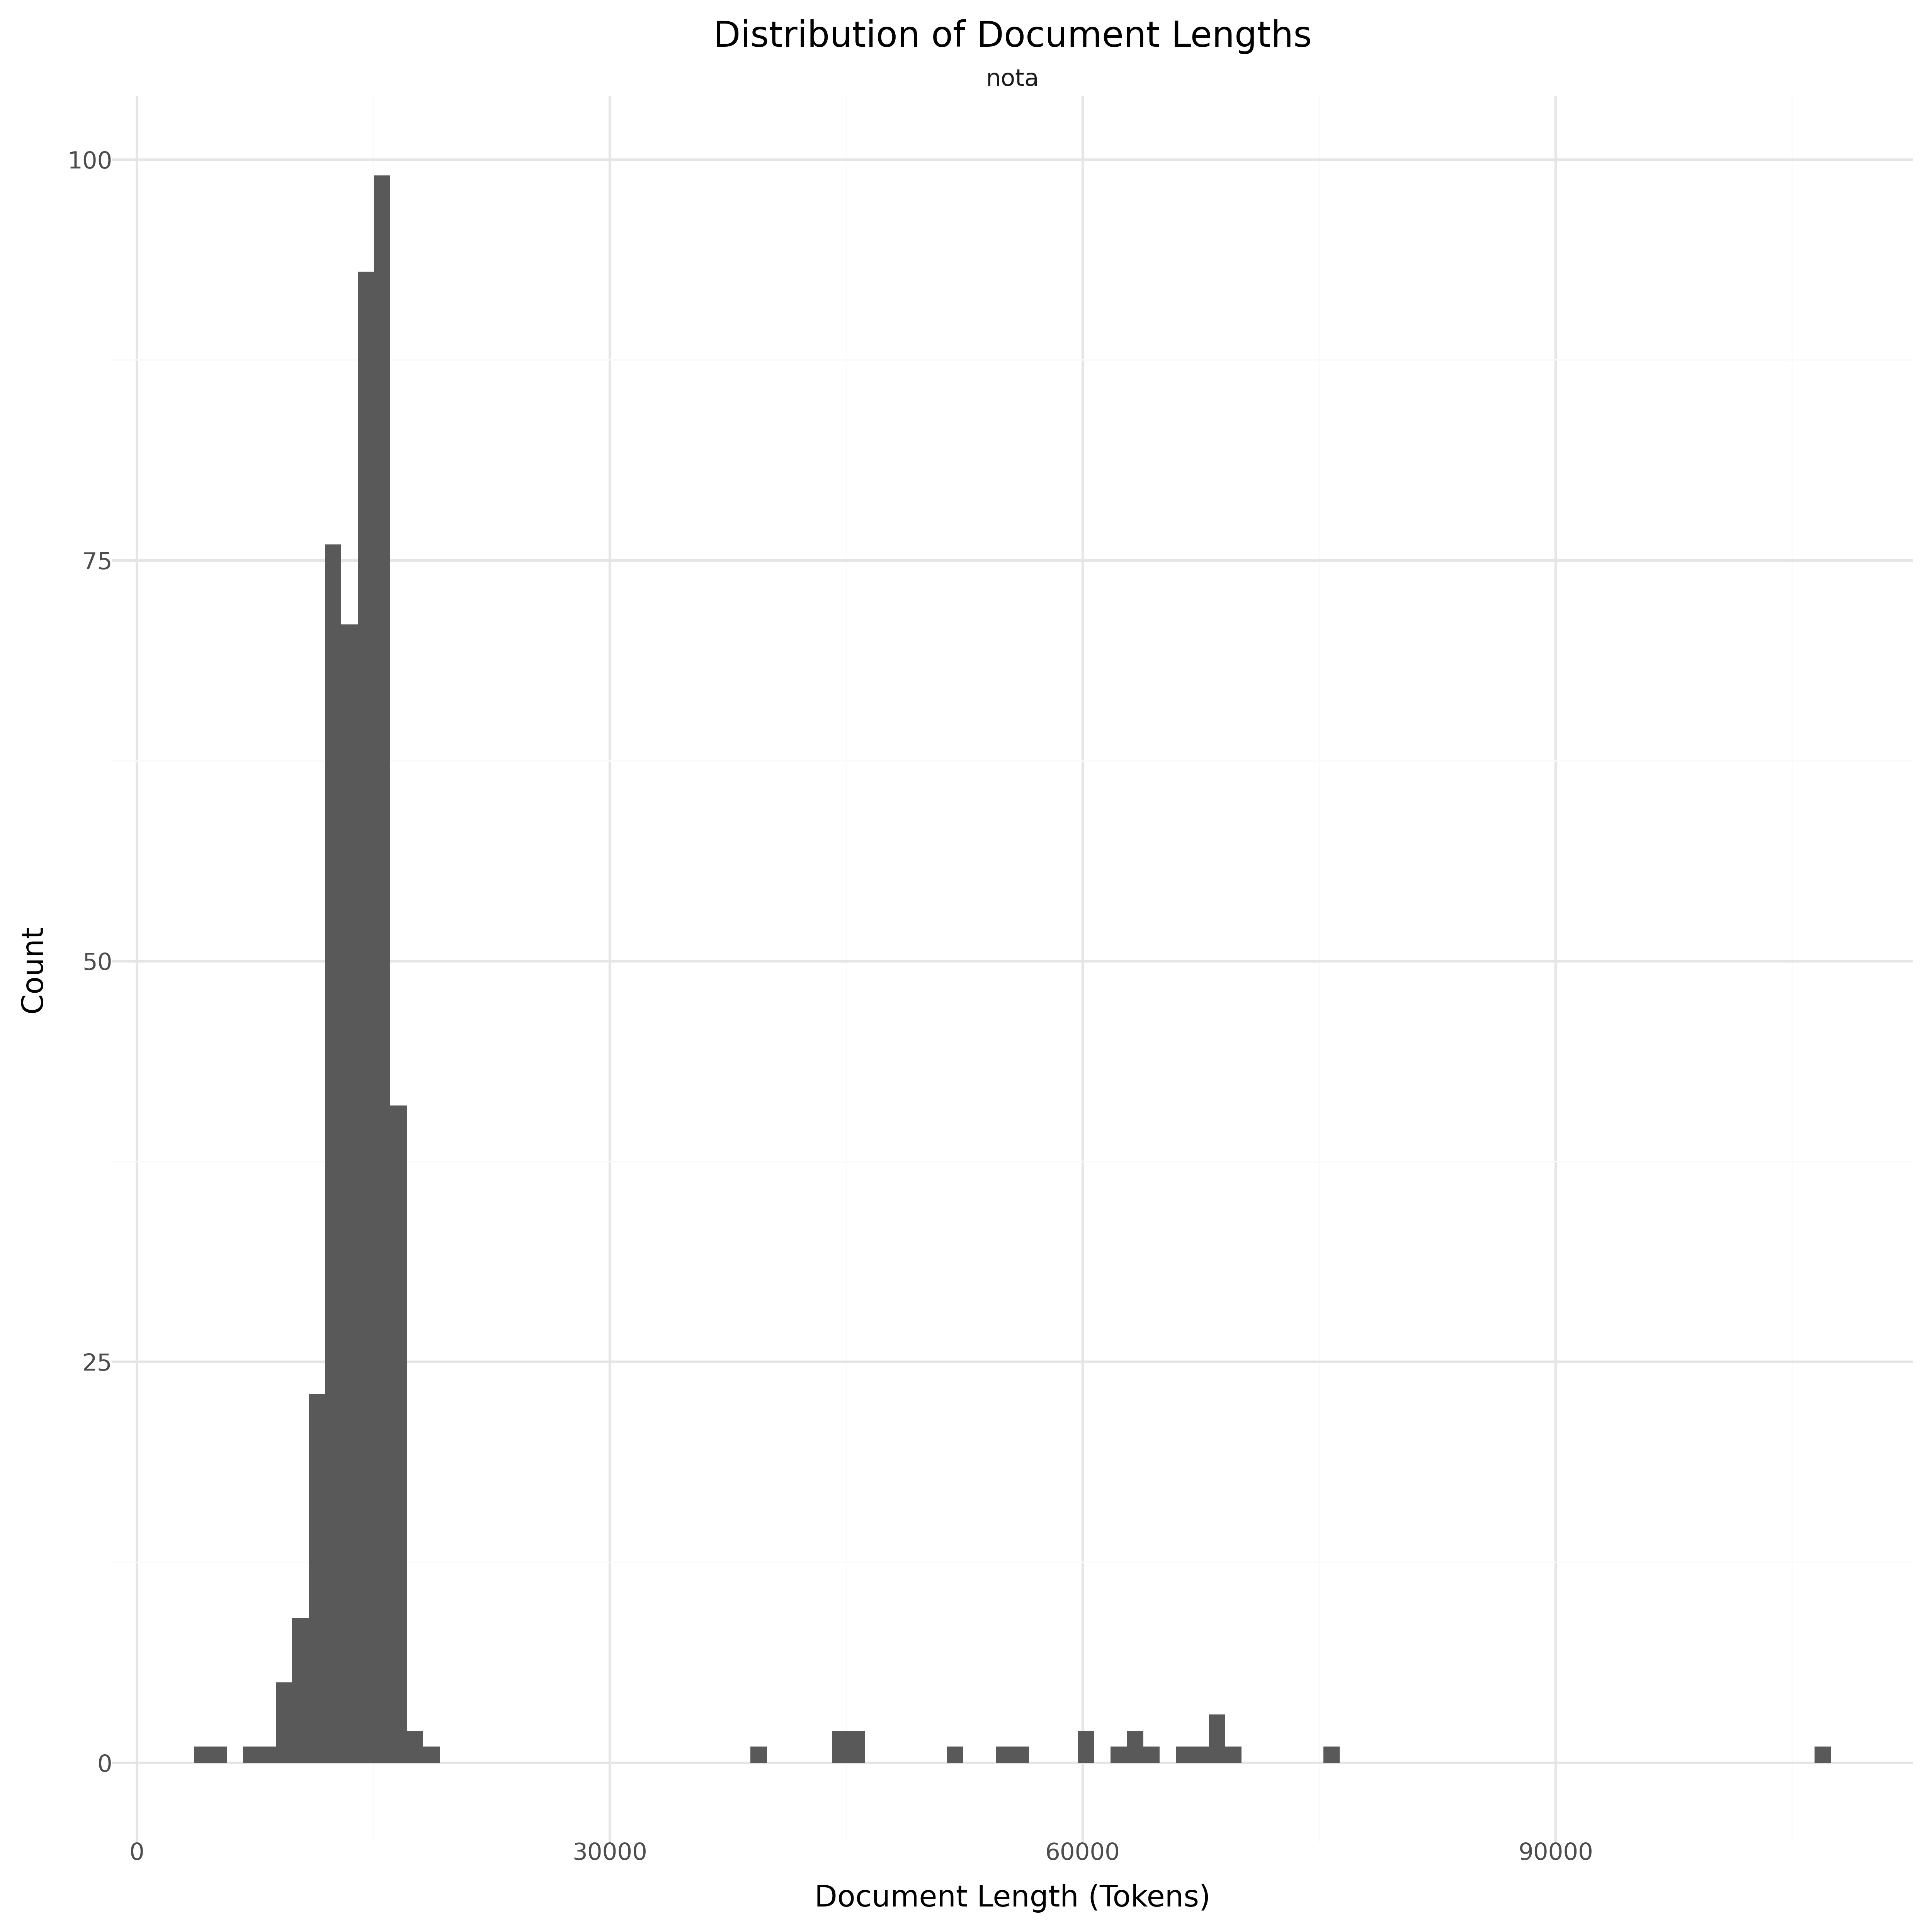 Distribution of Document Lengths
nota
100
75
50
25
0
Count
0 30000 60000 90000
Document Length (Tokens)